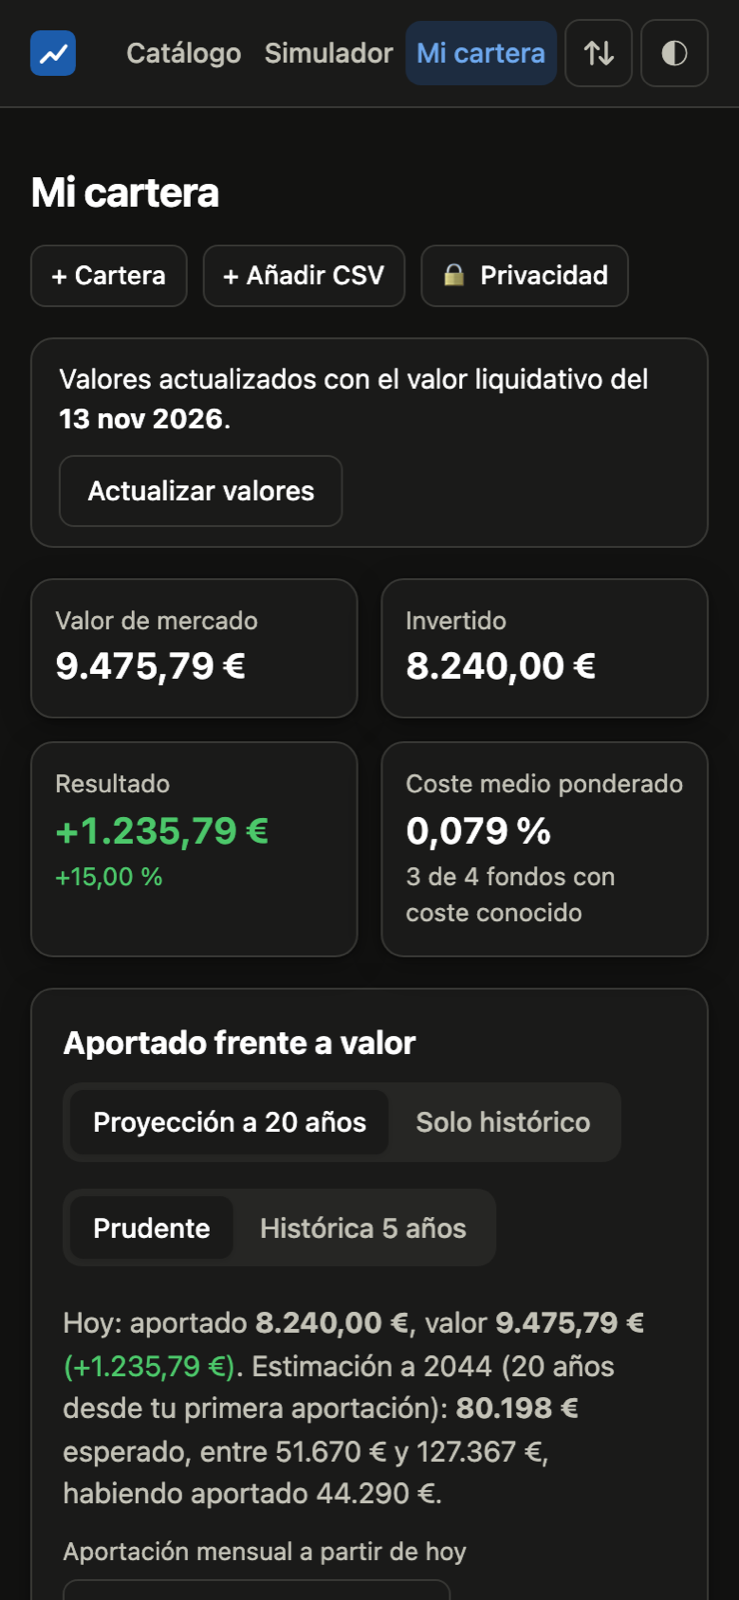 Catálogo Simulador Mi cartera
Mi cartera
+ Cartera + Añadir CSV 🔒 Privacidad
Valores actualizados con el valor liquidativo del
13 nov 2026.
Actualizar valores
Valor de mercado
9.475,79 €
Invertido
8.240,00 €
Resultado
+1.235,79 €
+15,00 %
Coste medio ponderado
0,079 %
3 de 4 fondos con
coste conocido
Aportado frente a valor
Proyección a 20 años Solo histórico
Prudente Histórica 5 años
Hoy: aportado 8.240,00 €, valor 9.475,79 €
(+1.235,79 €). Estimación a 2044 (20 años
desde tu primera aportación): 80.198 €
esperado, entre 51.670 € y 127.367 €,
habiendo aportado 44.290 €.
Aportación mensual a partir de hoy